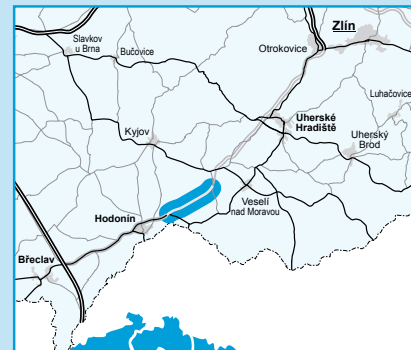 Zlín
Slavkov
u Brna
Otrokovice
Bučovice
Luhačovice
Uherské
Hradiště
Kyjov
Uherský
Brod
Veselí
nad Moravou
Hodonín
Břeclav